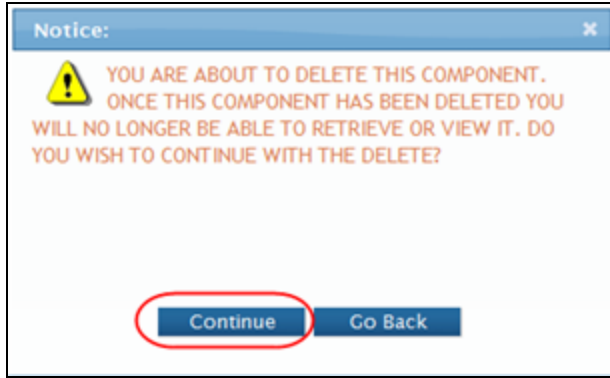 Notice:
YOU ARE ABOUT TO DELETE THIS COMPONENT.
ONCE THIS COMPONENT HAS BEEN DELETED YOU
WILL NO LONGER BE ABLE TO RETRIEVE OR VIEW IT. DO
YOU WISH TO CONTINUE WITH THE DELETE?
Continue Go Back